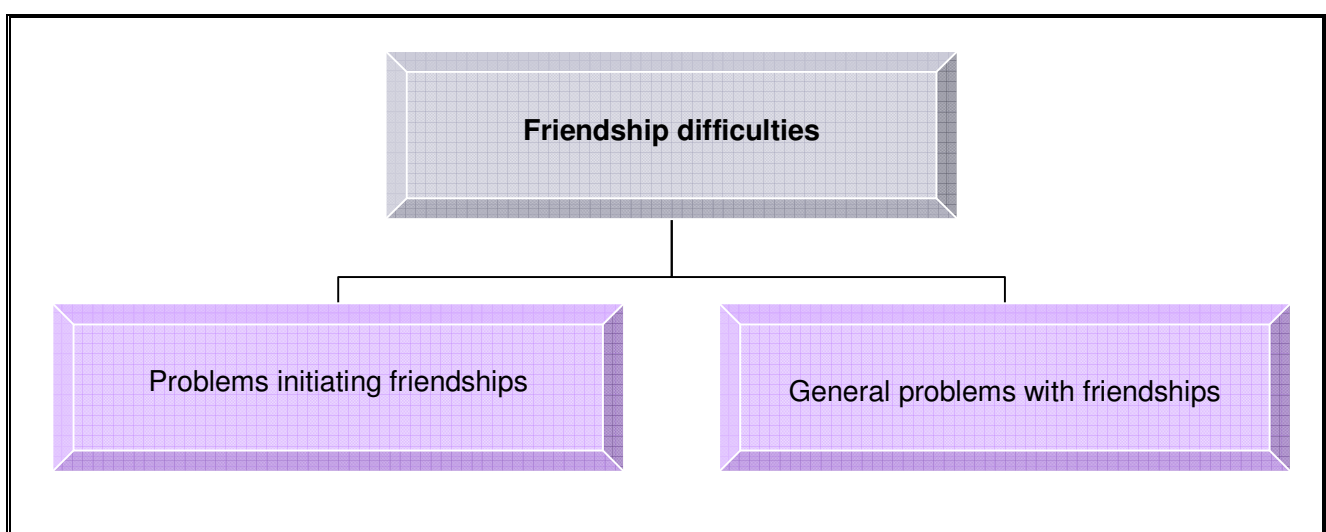 Friendship difficulties
Problems initiating friendships
General problems with friendships